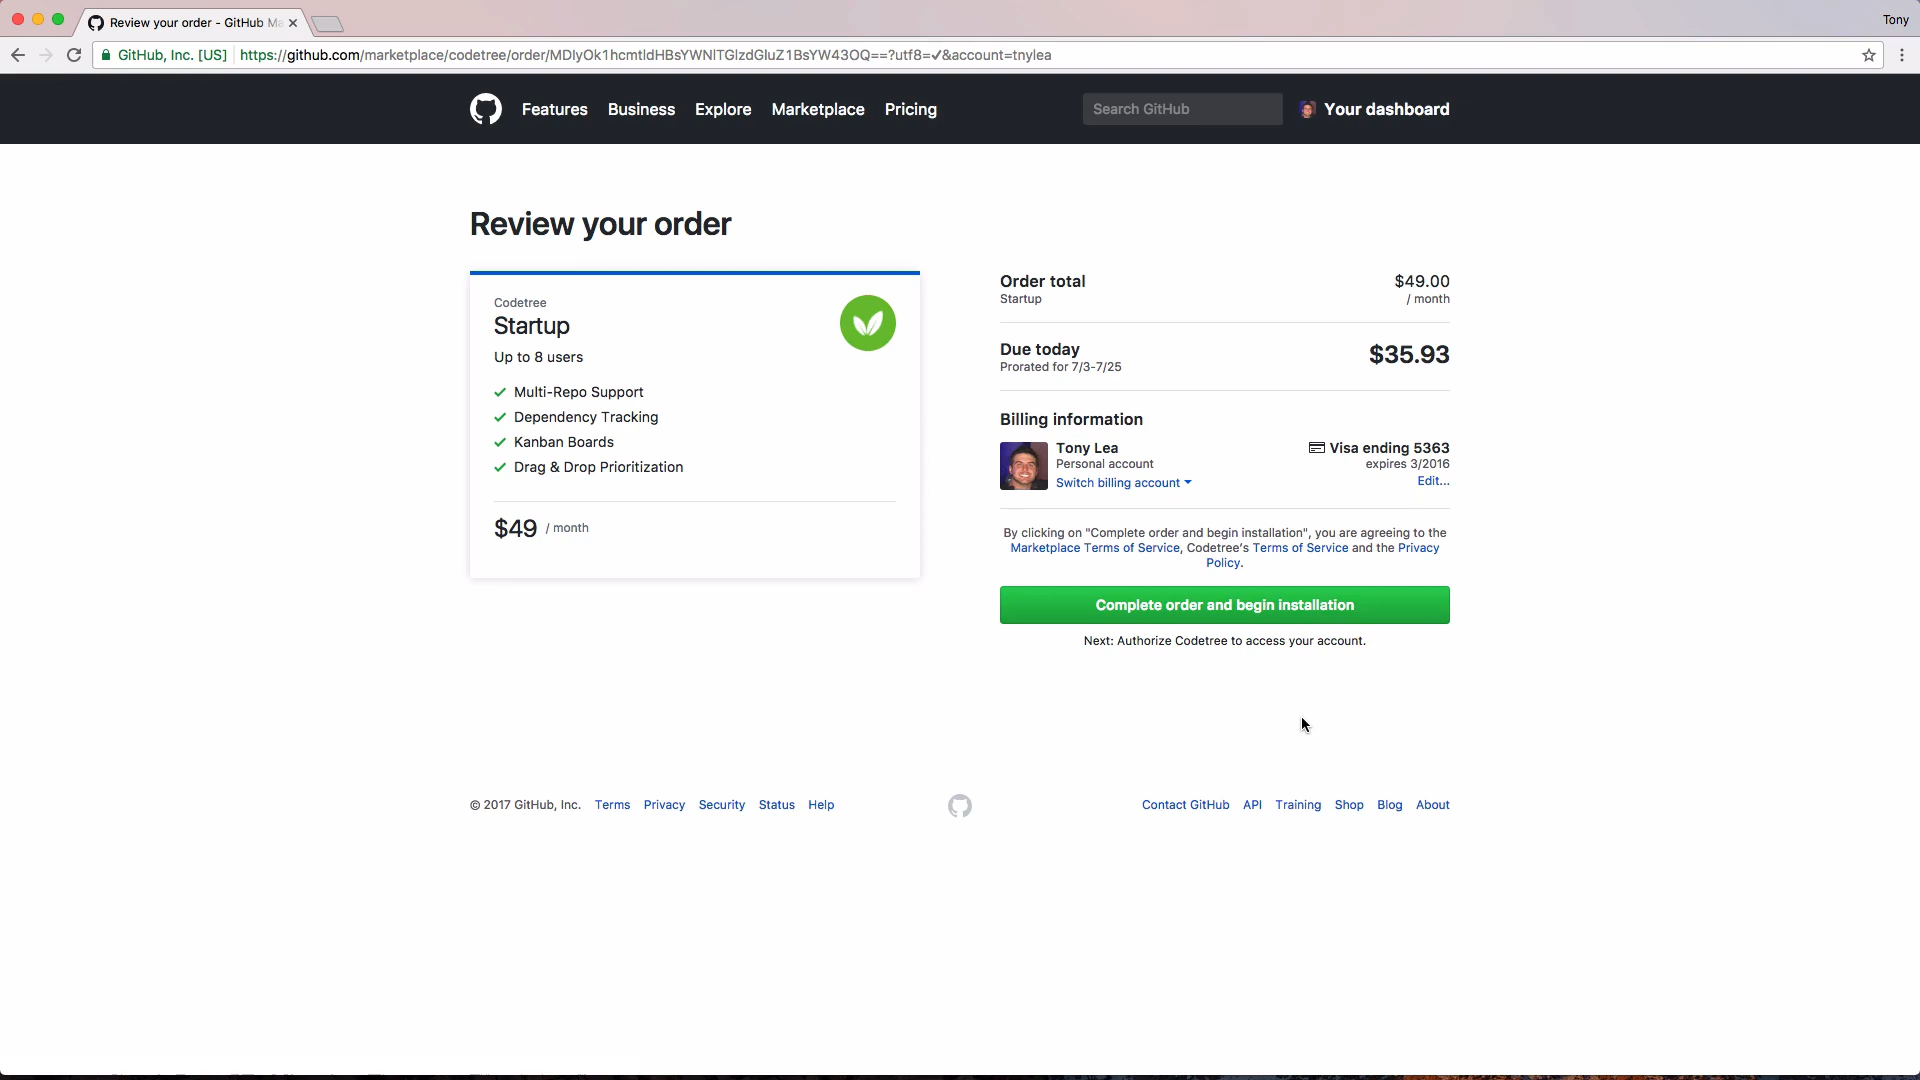 Review your order - GitHub Ma
Tony
GitHub, Inc. [US]
https://github.com/marketplace/codetree/order/MDIyOk1hcmtldHBsYWNlTGlzdGluZ1BsYW43OQ==?utf8=✓&account=tnylea
Features Business Explore Marketplace Pricing
Search GitHub
Your dashboard
Review your order
Codetree
Startup
Up to 8 users
✓ Multi-Repo Support
✓ Dependency Tracking
✓ Kanban Boards
✓ Drag & Drop Prioritization
$49 / month
Order total $49.00
Startup / month
Due today $35.93
Prorated for 7/3-7/25
Billing information
Tony Lea Visa ending 5363
Personal account expires 3/2016
Switch billing account Edit...
By clicking on "Complete order and begin installation", you are agreeing to the
Marketplace Terms of Service, Codetree's Terms of Service and the Privacy
Policy.
Complete order and begin installation
Next: Authorize Codetree to access your account.
© 2017 GitHub, Inc. Terms Privacy Security Status Help
Contact GitHub API Training Shop Blog About